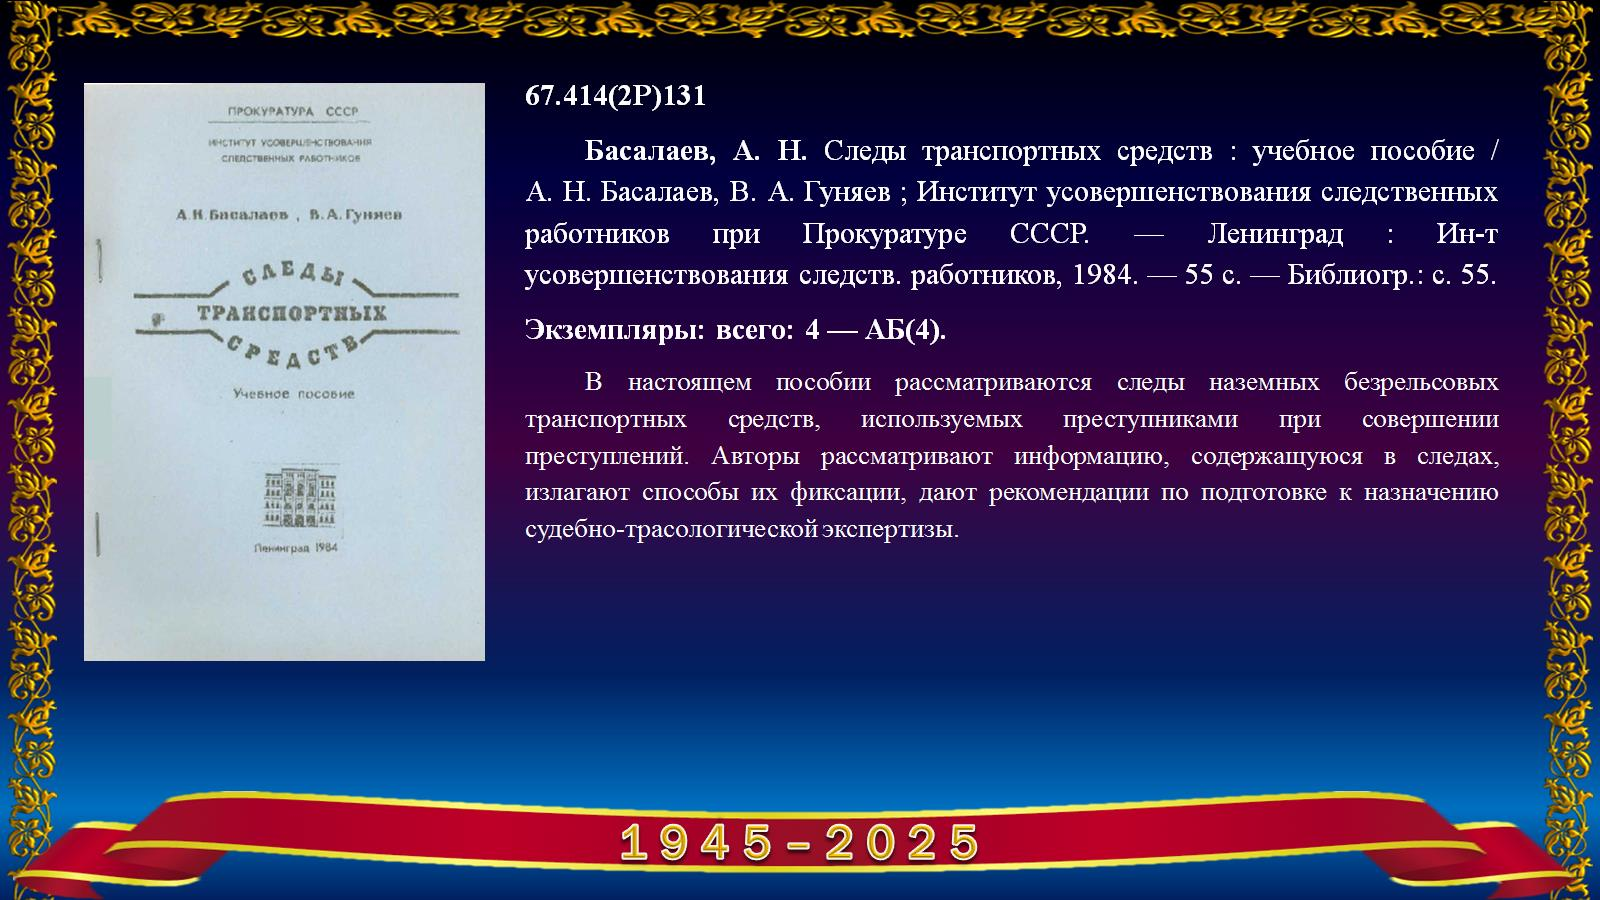 ПРОКУРАТУРА СССР
ИНСТИТУТ УСОВЕРШЕНСТВОВАНИЯ
СЛЕДСТВЕННЫХ РАБОТНИКОВ
А.Н.Басалаев , В.А.Гуняев
СЛЕДЫ
ТРАНСПОРТНЫХ
СРЕДСТВ
Учебное пособие
Ленинград 1984
67.414(2Р)131
Басалаев, А. Н. Следы транспортных средств : учебное пособие /
А. Н. Басалаев, В. А. Гуняев ; Институт усовершенствования следственных
работников при Прокуратуре СССР. — Ленинград : Ин-т
усовершенствования следств. работников, 1984. — 55 с. — Библиогр.: с. 55.
Экземпляры: всего: 4 — АБ(4).
В настоящем пособии рассматриваются следы наземных безрельсовых
транспортных средств, используемых преступниками при совершении
преступлений. Авторы рассматривают информацию, содержащуюся в следах,
излагают способы их фиксации, дают рекомендации по подготовке к назначению
судебно-трасологической экспертизы.
1945–2025